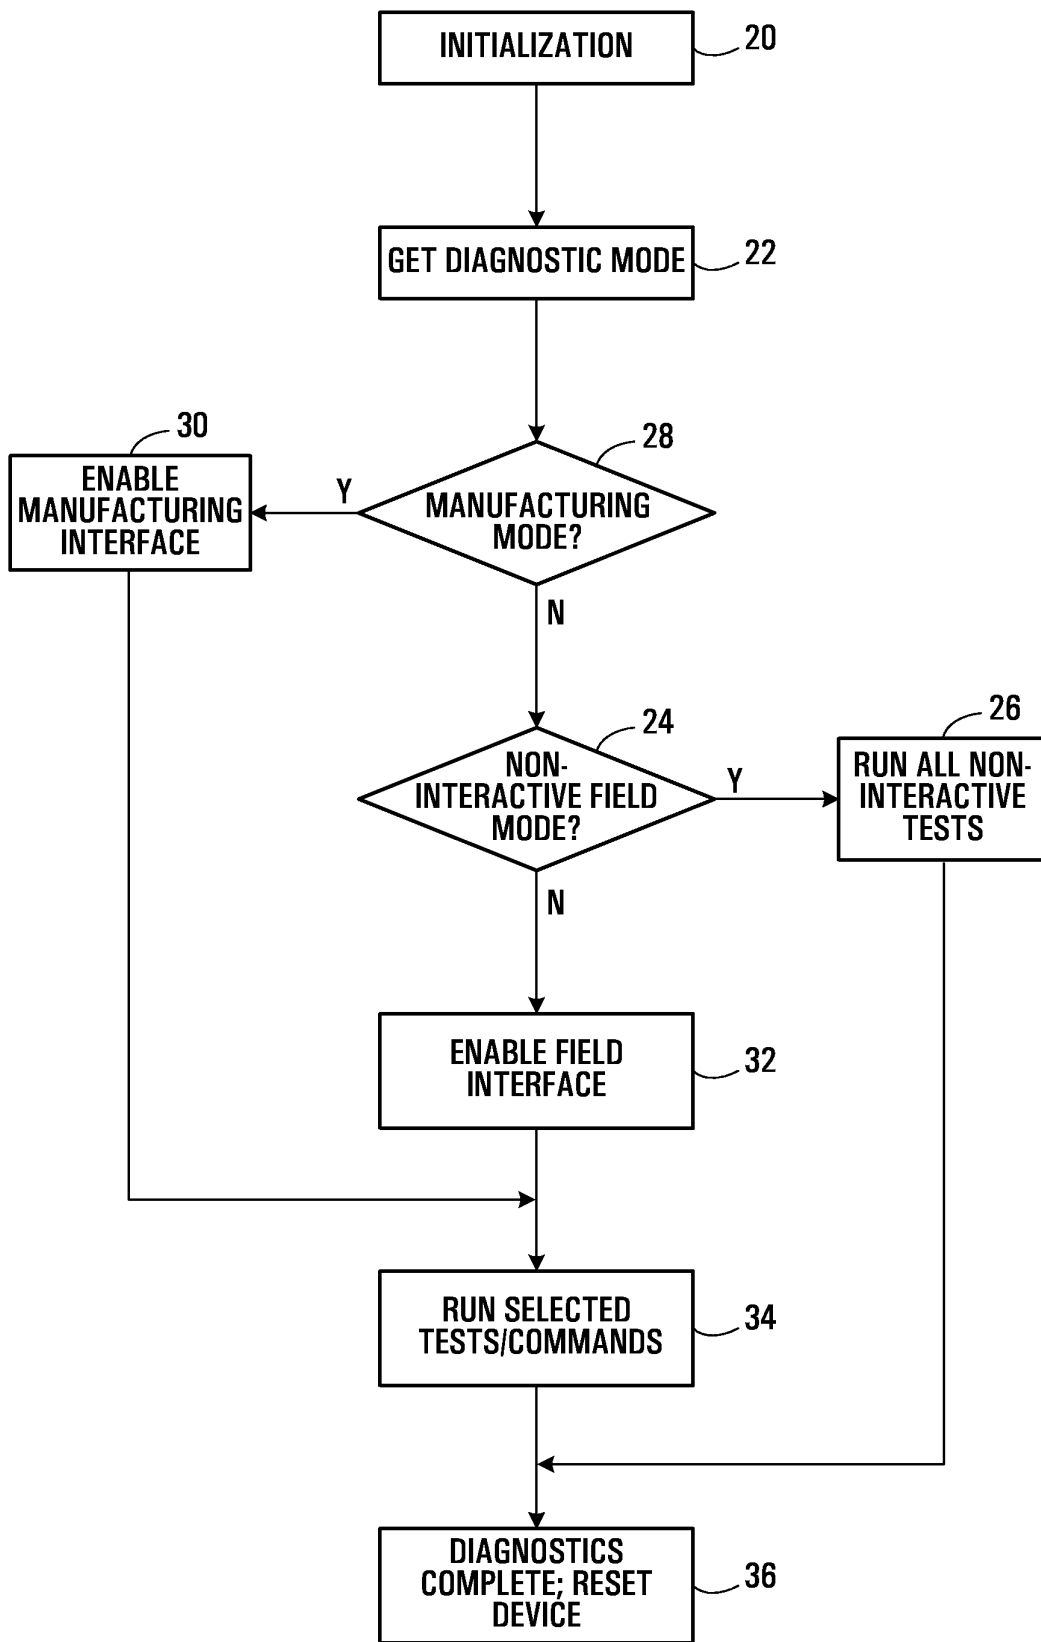 INITIALIZATION
20
GET DIAGNOSTIC MODE
22
30
ENABLE
MANUFACTURING
INTERFACE
Y
28
MANUFACTURING
MODE?
N
24
NON-
INTERACTIVE FIELD
MODE?
Y
26
RUN ALL NON-
INTERACTIVE
TESTS
N
ENABLE FIELD
INTERFACE
32
RUN SELECTED
TESTS/COMMANDS
34
DIAGNOSTICS
COMPLETE; RESET
DEVICE
36